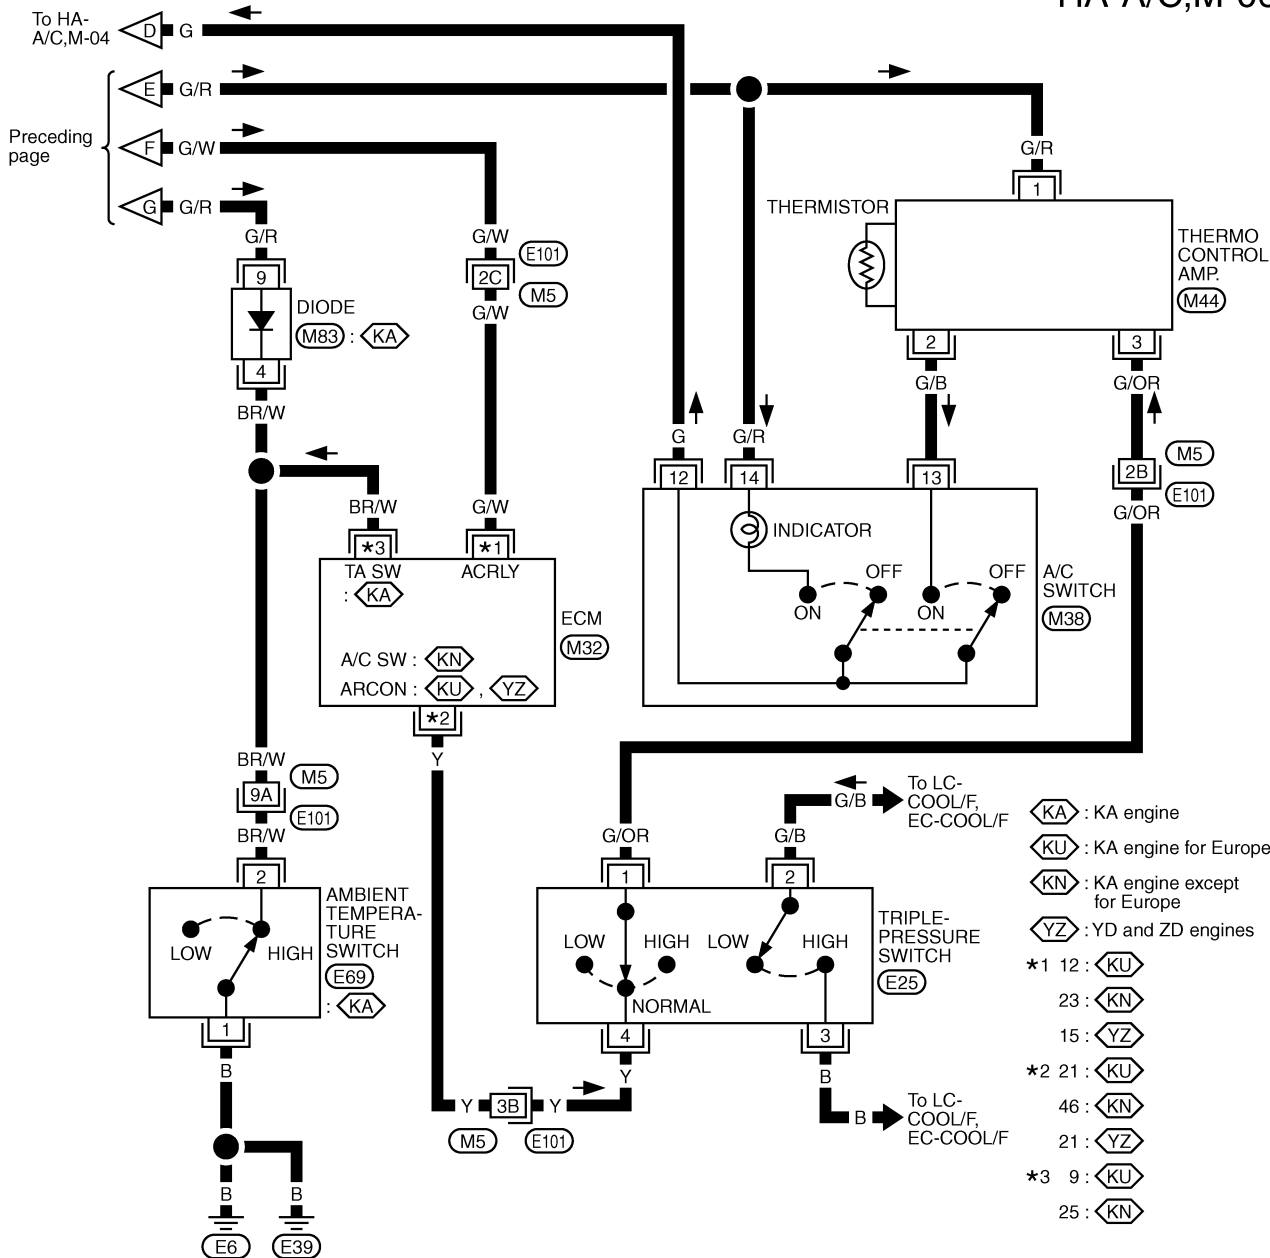 To HA-
A/C,M-04
D G
E G/R
Preceding
page
F G/W
G G/R
G/R
9
DIODE
M83 : KA
4
BR/W
G/W
E101
2C
M5
G/W
G/R
1
THERMISTOR
THERMO
CONTROL
AMP.
M44
2
3
G/B
G/OR
G
G/R
M5
2B
E101
G/OR
12
14
13
INDICATOR
OFF
ON
OFF
ON
A/C
SWITCH
M38
BR/W
G/W
*3
*1
TA SW
: KA
ACRLY
ECM
M32
A/C SW : KN
ARCON : KU , YZ
*2
Y
BR/W
M5
9A
E101
BR/W
2
AMBIENT
TEMPERA-
TURE
SWITCH
E69
: KA
LOW
HIGH
1
B
B
B
E6
E39
G/OR
G/B
G/B
To LC-
COOL/F,
EC-COOL/F
1
2
LOW
HIGH
NORMAL
LOW
HIGH
TRIPLE-
PRESSURE
SWITCH
E25
4
3
Y
B
Y 3B Y
M5
E101
B
To LC-
COOL/F,
EC-COOL/F
KA : KA engine
KU : KA engine for Europe
KN : KA engine except
for Europe
YZ : YD and ZD engines
*1 12 : KU
23 : KN
15 : YZ
*2 21 : KU
46 : KN
21 : YZ
*3 9 : KU
25 : KN